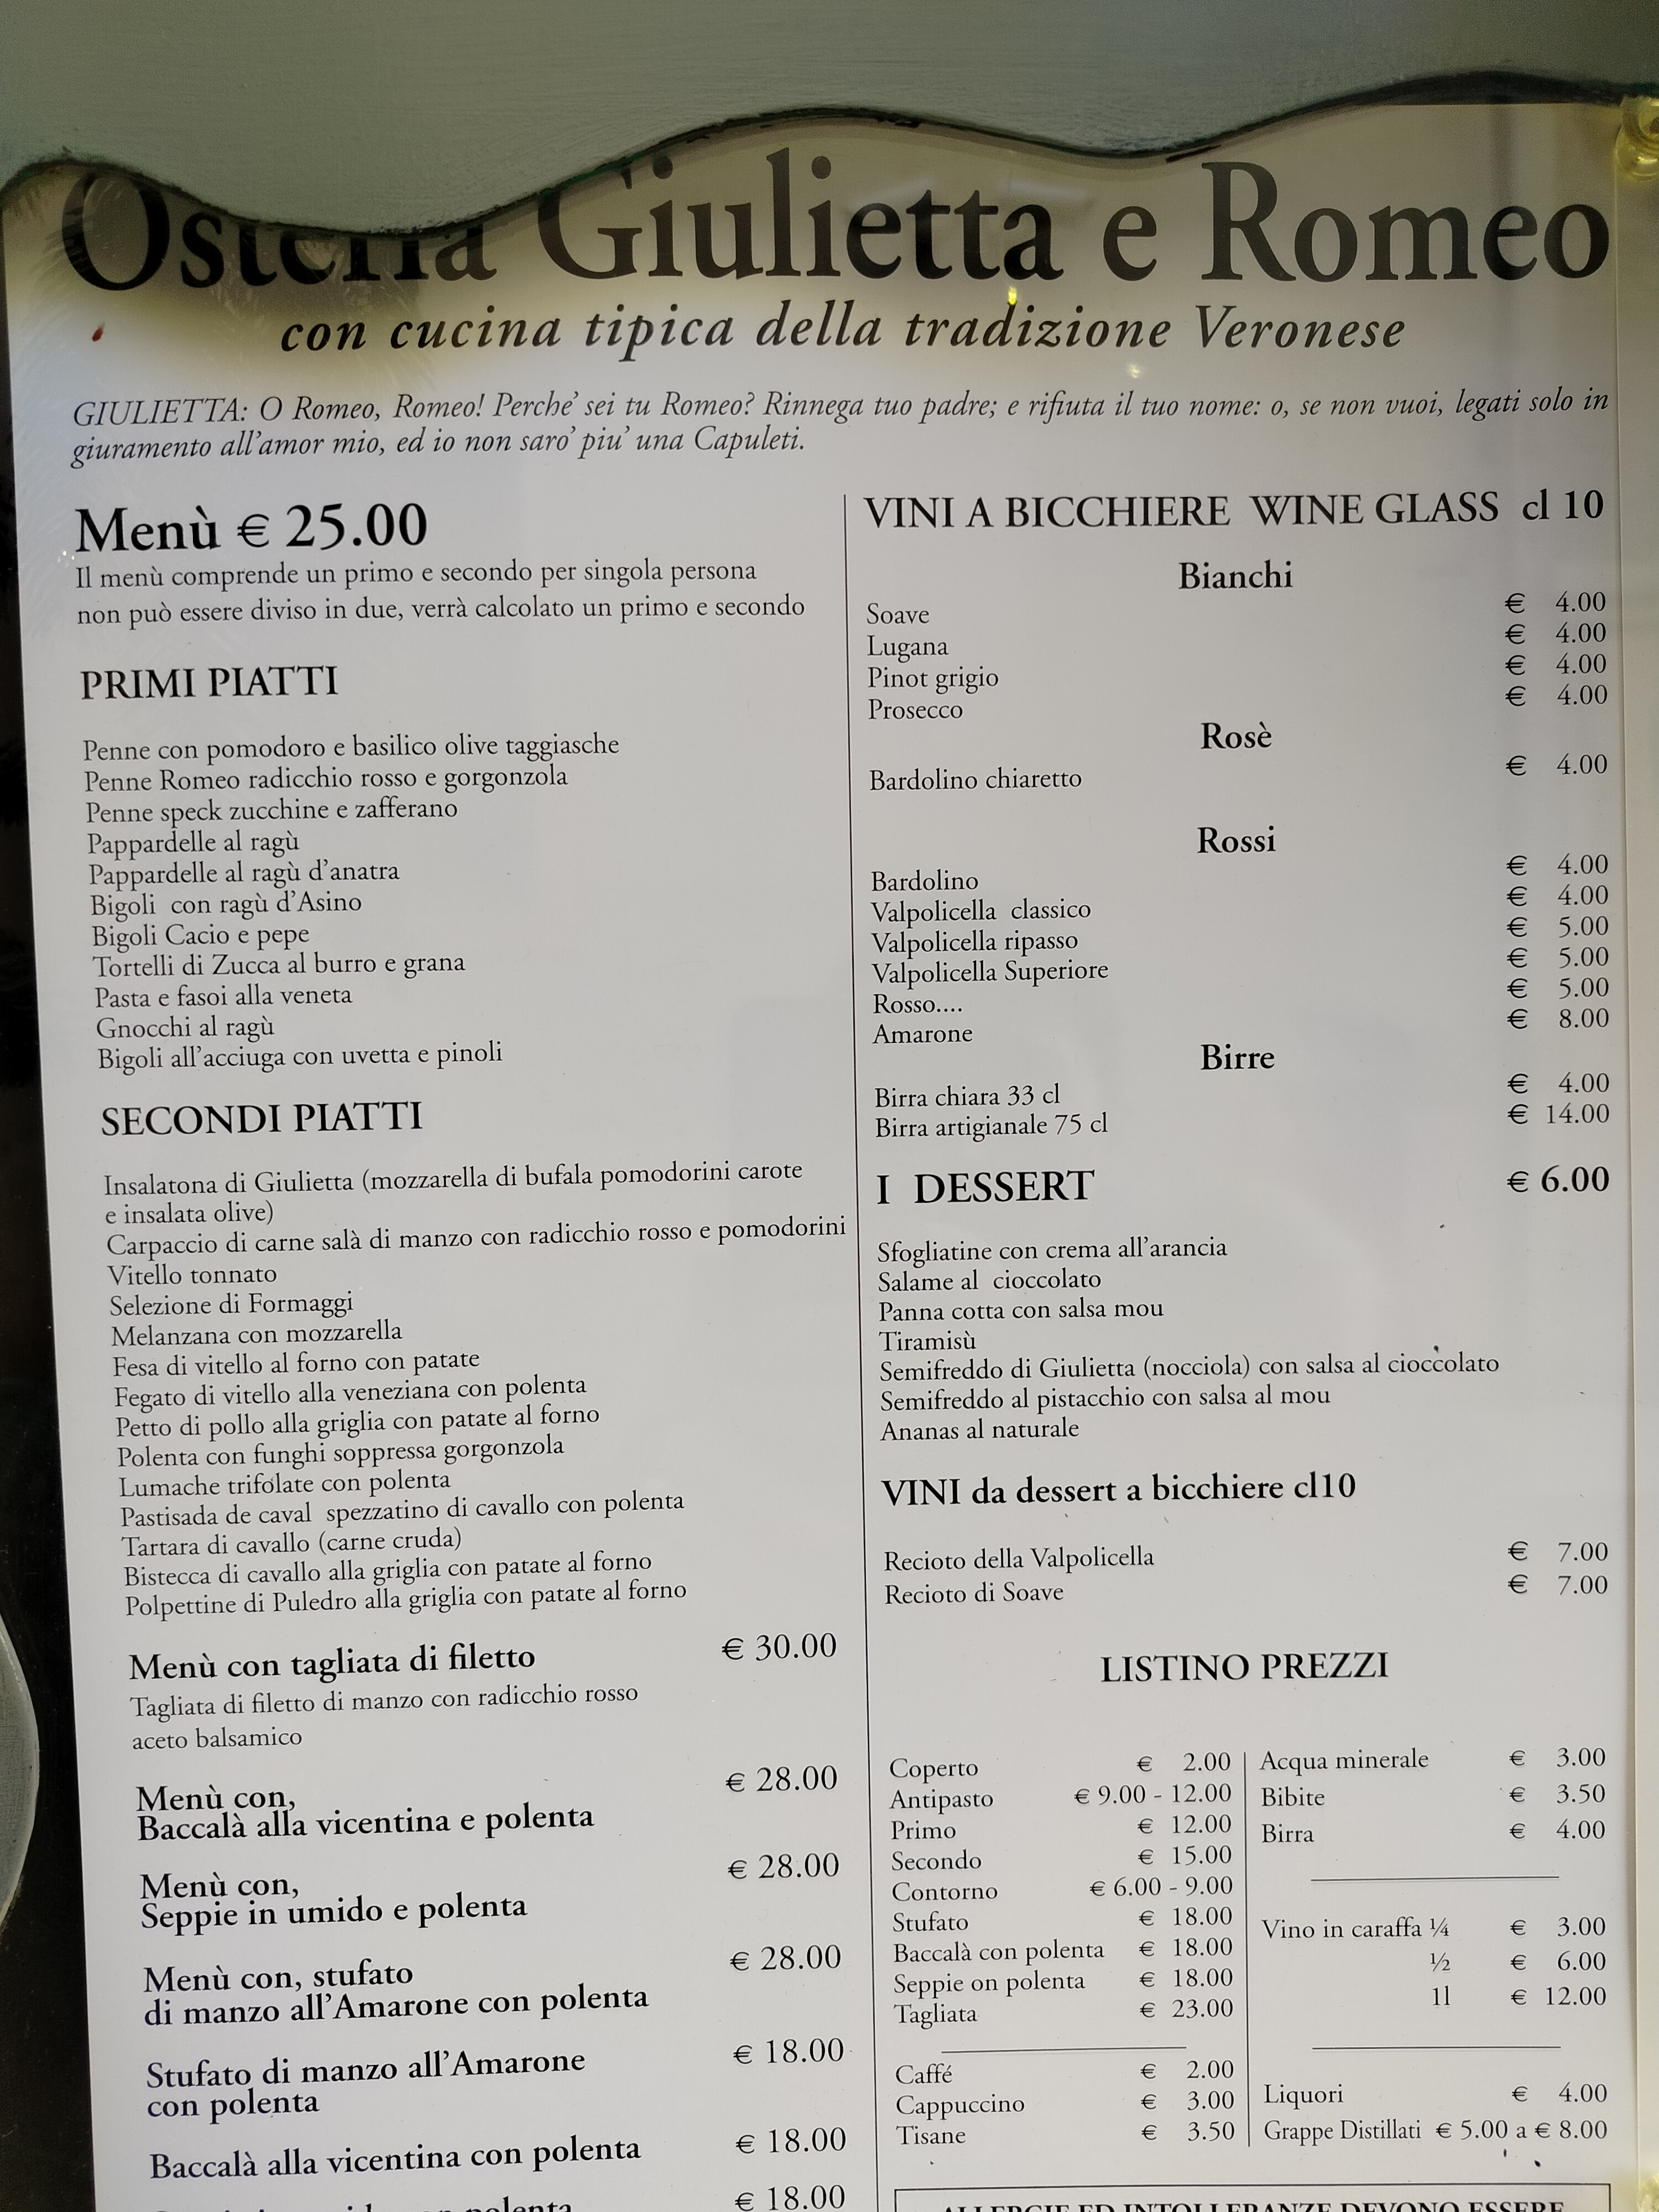 Osteria Giulietta e Romeo
con cucina tipica della tradizione Veronese
GIULIETTA: O Romeo, Romeo! Perche' sei tu Romeo? Rinnega tuo padre; e rifiuta il tuo nome: o, se non vuoi, legati solo in
giuramento all'amor mio, ed io non saro' piu' una Capuleti.
Menù € 25.00
Il menù comprende un primo e secondo per singola persona
non può essere diviso in due, verrà calcolato un primo e secondo
PRIMI PIATTI
Penne con pomodoro e basilico olive taggiasche
Penne Romeo radicchio rosso e gorgonzola
Penne speck zucchine e zafferano
Pappardelle al ragù
Pappardelle al ragù d'anatra
Bigoli con ragù d'Asino
Bigoli Cacio e pepe
Tortelli di Zucca al burro e grana
Pasta e fasoi alla veneta
Gnocchi al ragù
Bigoli all'acciuga con uvetta e pinoli
SECONDI PIATTI
Insalatona di Giulietta (mozzarella di bufala pomodorini carote
e insalata olive)
Carpaccio di carne salà di manzo con radicchio rosso e pomodorini
Vitello tonnato
Selezione di Formaggi
Melanzana con mozzarella
Fesa di vitello al forno con patate
Fegato di vitello alla veneziana con polenta
Petto di pollo alla griglia con patate al forno
Polenta con funghi soppressa gorgonzola
Lumache trifolate con polenta
Pastisada de caval spezzatino di cavallo con polenta
Tartara di cavallo (carne cruda)
Bistecca di cavallo alla griglia con patate al forno
Polpettine di Puledro alla griglia con patate al forno
Menù con tagliata di filetto € 30.00
Tagliata di filetto di manzo con radicchio rosso
aceto balsamico
Menù con, € 28.00
Baccalà alla vicentina e polenta
Menù con, € 28.00
Seppie in umido e polenta
Menù con, stufato € 28.00
di manzo all'Amarone con polenta
Stufato di manzo all'Amarone € 18.00
con polenta
Baccalà alla vicentina con polenta € 18.00
polenta € 18.00
VINI A BICCHIERE WINE GLASS cl 10
Bianchi
Soave € 4.00
Lugana € 4.00
Pinot grigio € 4.00
Prosecco € 4.00
Rosè
Bardolino chiaretto € 4.00
Rossi
Bardolino € 4.00
Valpolicella classico € 4.00
Valpolicella ripasso € 5.00
Valpolicella Superiore € 5.00
Rosso.... € 5.00
Amarone € 8.00
Birre
Birra chiara 33 cl € 4.00
Birra artigianale 75 cl € 14.00
I DESSERT € 6.00
Sfogliatine con crema all'arancia
Salame al cioccolato
Panna cotta con salsa mou
Tiramisù
Semifreddo di Giulietta (nocciola) con salsa al cioccolato
Semifreddo al pistacchio con salsa al mou
Ananas al naturale
VINI da dessert a bicchiere cl10
Recioto della Valpolicella € 7.00
Recioto di Soave € 7.00
LISTINO PREZZI
Coperto € 2.00
Antipasto € 9.00 - 12.00
Primo € 12.00
Secondo € 15.00
Contorno € 6.00 - 9.00
Stufato € 18.00
Baccalà con polenta € 18.00
Seppie on polenta € 18.00
Tagliata € 23.00
Caffé € 2.00
Cappuccino € 3.00
Tisane € 3.50
Acqua minerale € 3.00
Bibite € 3.50
Birra € 4.00
Vino in caraffa ¼ € 3.00
½ € 6.00
1l € 12.00
Liquori € 4.00
Grappe Distillati € 5.00 a € 8.00
ALLERGIE ED INTOLLERANZE DEVONO ESSERE